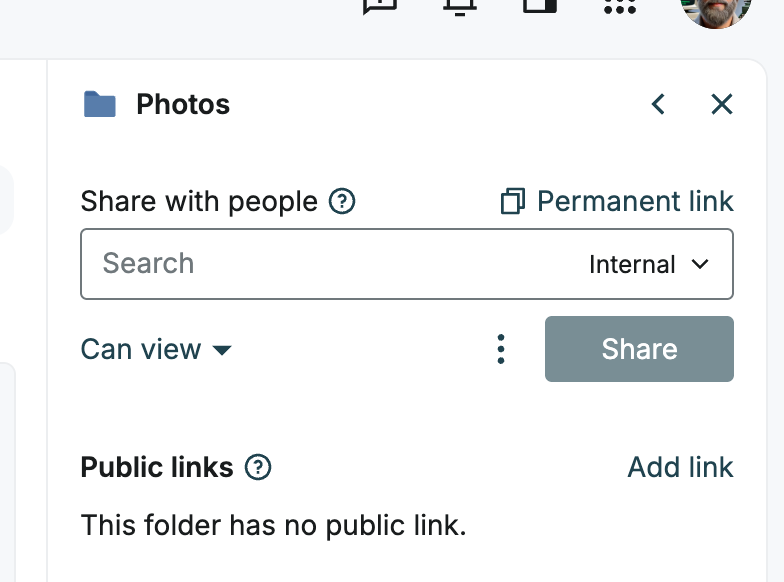 Photos
Share with people Permanent link
Search Internal
Can view Share
Public links Add link
This folder has no public link.